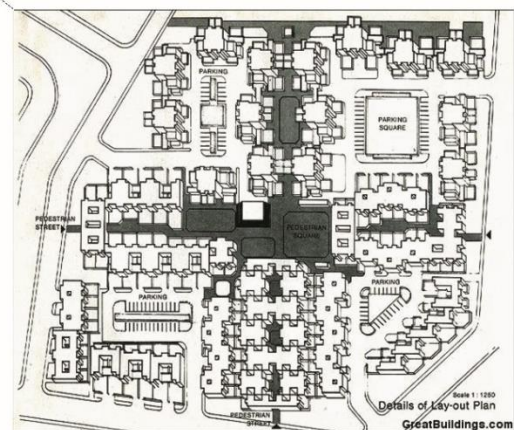 PARKING
PARKING
SQUARE
PEDESTRIAN
STREET
PEDESTRIAN
SQUARE
PARKING
PARKING
PEDESTRIAN
STREET
Scale 1:1250
Details of Lay-out Plan
GreatBuildings.com